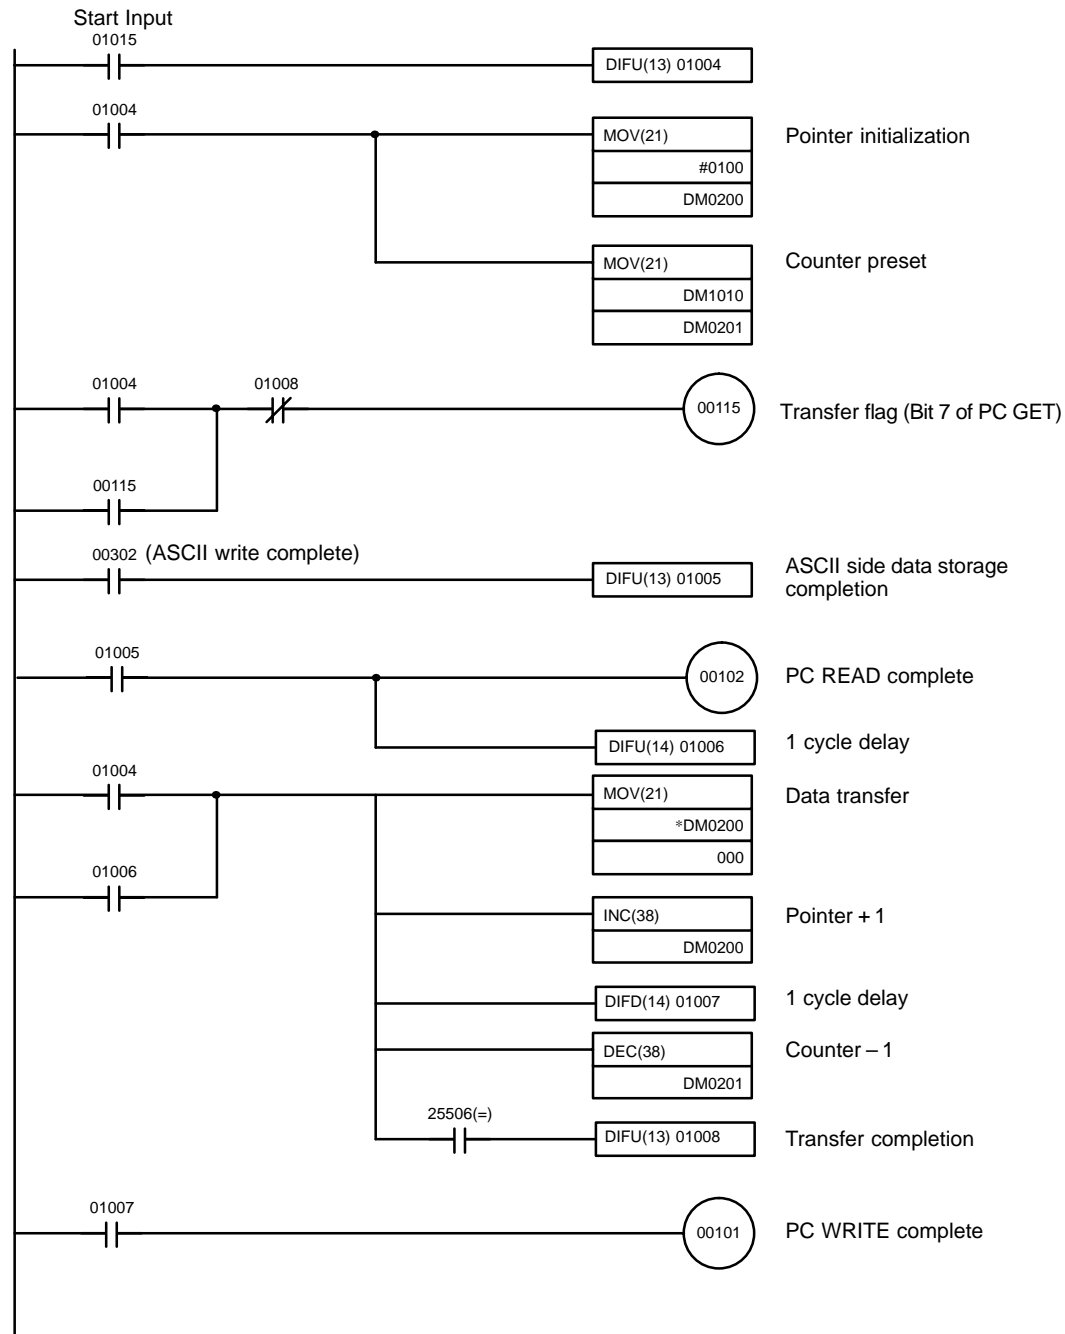 Start Input
01015
DIFU(13) 01004
01004
MOV(21)
#0100
DM0200
Pointer initialization
MOV(21)
DM1010
DM0201
Counter preset
01004
01008
00115
Transfer flag (Bit 7 of PC GET)
00115
00302 (ASCII write complete)
DIFU(13) 01005
ASCII side data storage
completion
01005
00102
PC READ complete
DIFU(14) 01006
1 cycle delay
01004
MOV(21)
*DM0200
000
Data transfer
01006
INC(38)
DM0200
Pointer + 1
DIFD(14) 01007
1 cycle delay
DEC(38)
DM0201
Counter – 1
25506(=)
DIFU(13) 01008
Transfer completion
01007
00101
PC WRITE complete